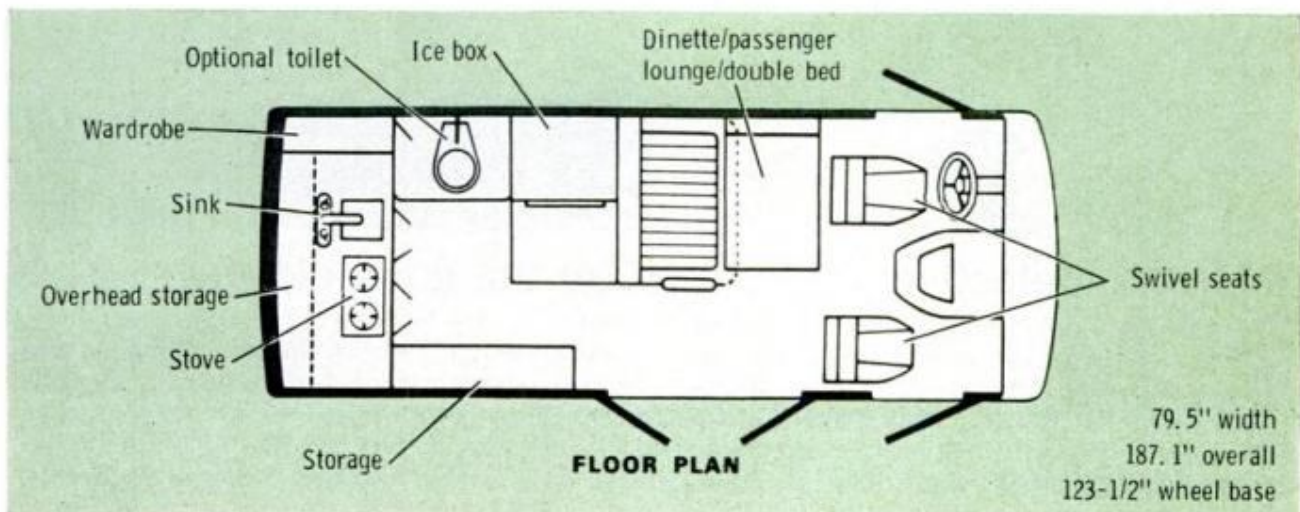 Optional toilet
Ice box
Dinette/passenger
lounge/double bed
Wardrobe
Sink
Overhead storage
Stove
Storage
Swivel seats
FLOOR PLAN
79.5" width
187.1" overall
123-1/2" wheel base